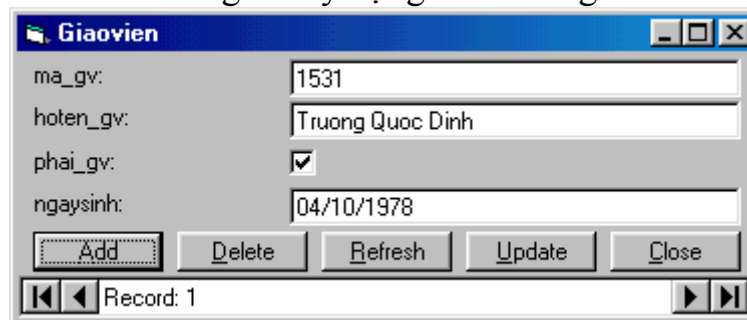 Giaovien
ma_gv: 1531
hoten_gv: Truong Quoc Dinh
phai_gv:
ngaysinh: 04/10/1978
Add Delete Refresh Update Close
Record: 1